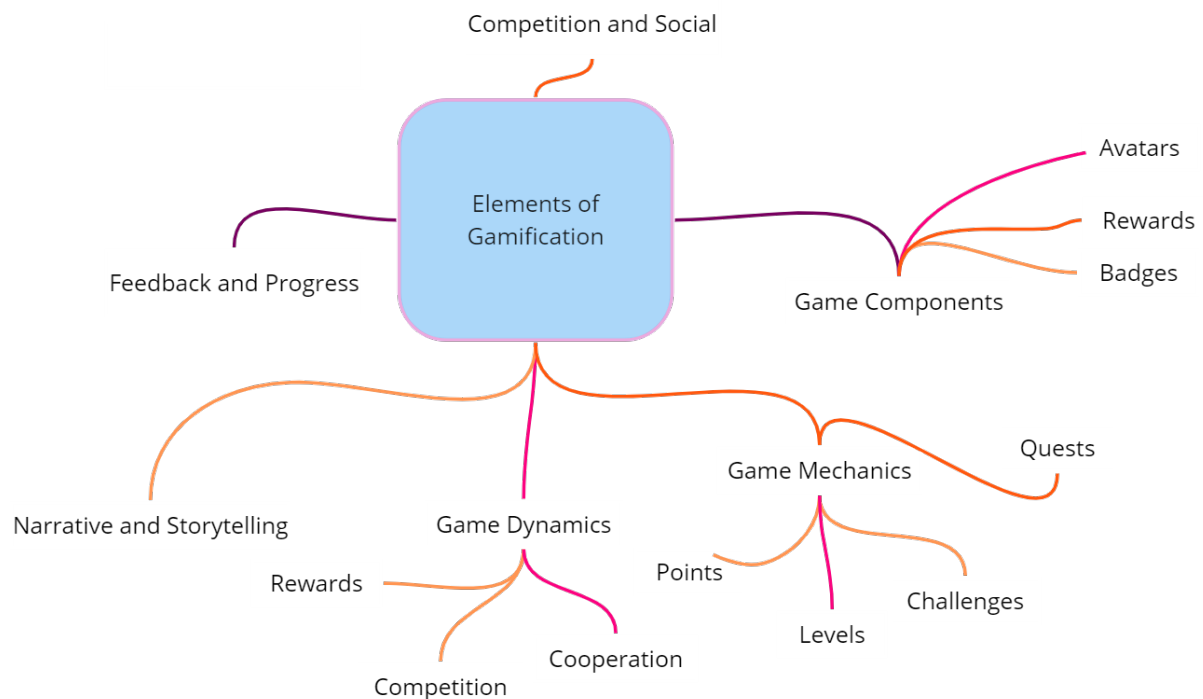 Competition and Social
Elements of
Gamification
Avatars
Rewards
Badges
Game Components
Feedback and Progress
Narrative and Storytelling
Game Dynamics
Rewards
Competition
Cooperation
Game Mechanics
Quests
Points
Levels
Challenges